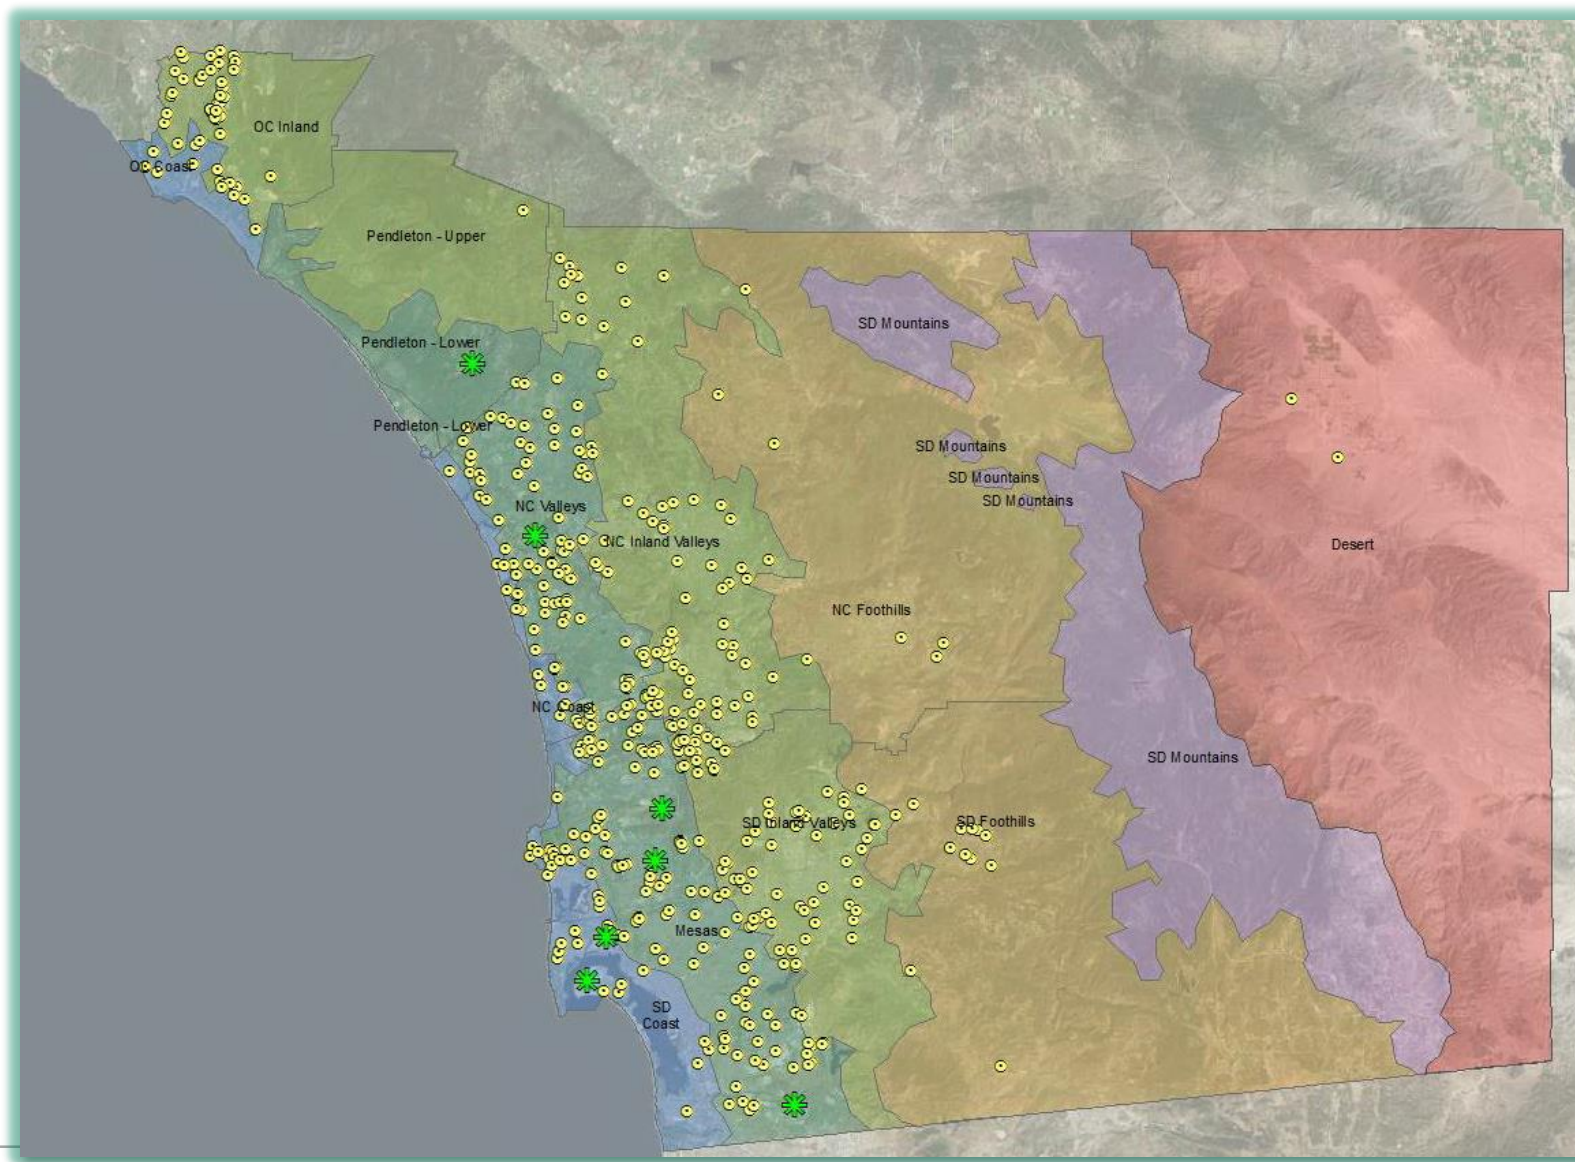 OC Inland
OC Coast
Pendleton - Upper
SD Mountains
Pendleton - Lower
Pendleton - Lower
SD Mountains
SD Mountains
SD Mountains
NC Valleys
NC Inland Valleys
Desert
NC Foothills
NC Coast
SD Mountains
SD Inland Valleys
SD Foothills
Mesas
SD
Coast